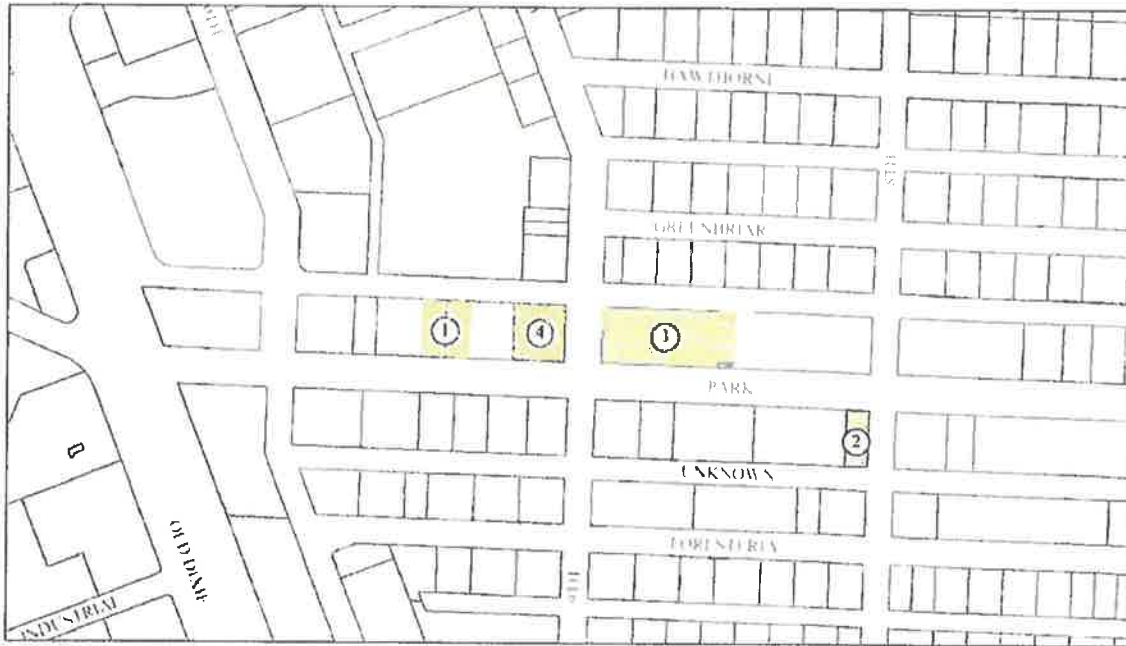 HAWTHORNE
GREENBRIAR
1
4
3
PARK
2
UNKNOWN
FORESTERIA
OLD DIXIE
INDUSTRIAL